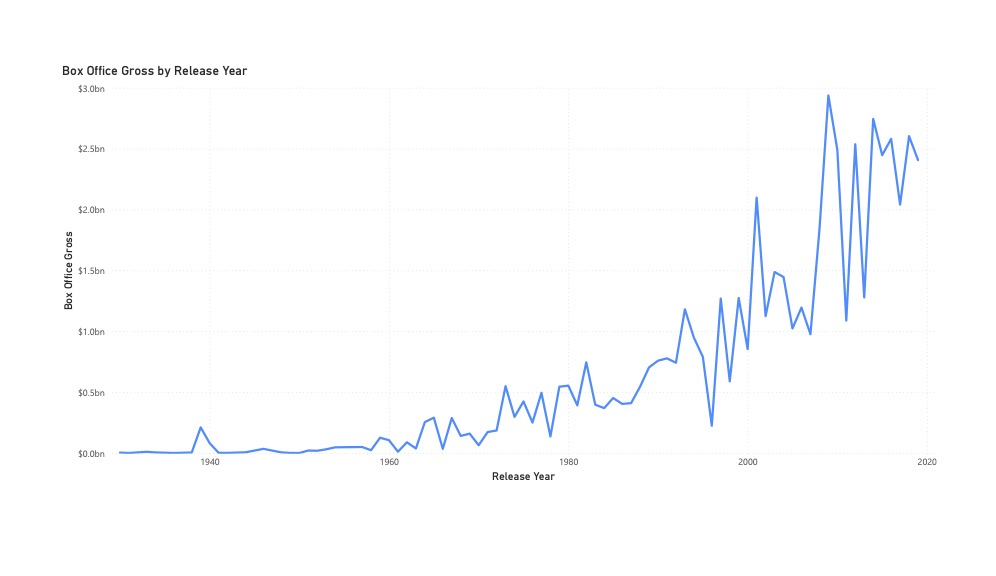 Box Office Gross by Release Year
$3.0bn
$2.5bn
$2.0bn
$1.5bn
$1.0bn
$0.5bn
$0.0bn
Box Office Gross
1940 1960 1980 2000 2020
Release Year